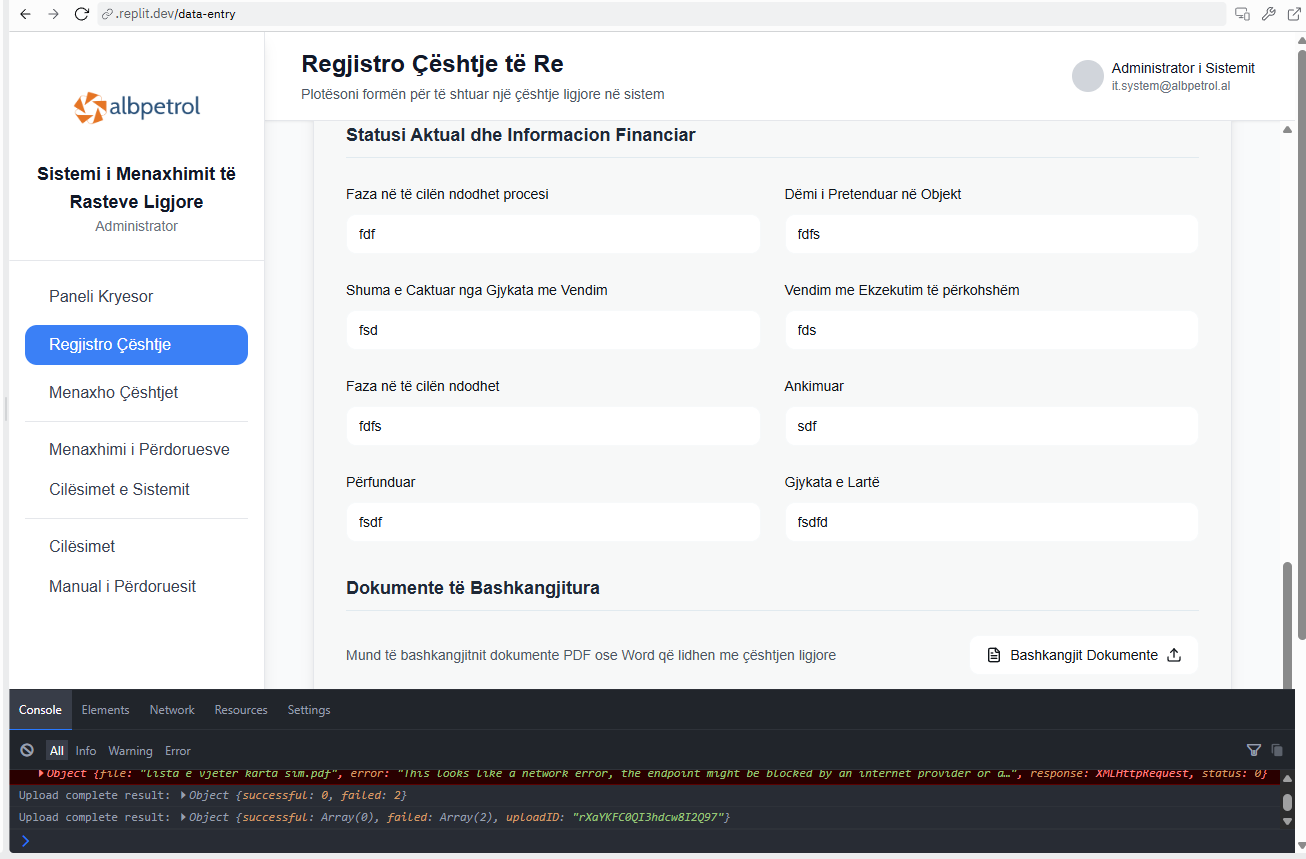 .replit.dev/data-entry
albpetrol
Sistemi i Menaxhimit të
Rasteve Ligjore
Administrator
Paneli Kryesor
Regjistro Çështje
Menaxho Çështjet
Menaxhimi i Përdoruesve
Cilësimet e Sistemit
Cilësimet
Manual i Përdoruesit
Regjistro Çështje të Re
Plotësoni formën për të shtuar një çështje ligjore në sistem
Administrator i Sistemit
it.system@albpetrol.al
Statusi Aktual dhe Informacion Financiar
Faza në të cilën ndodhet procesi
fdf
Dëmi i Pretenduar në Objekt
fdfs
Shuma e Caktuar nga Gjykata me Vendim
fsd
Vendim me Ekzekutim të përkohshëm
fds
Faza në të cilën ndodhet
fdfs
Ankimuar
sdf
Përfunduar
fsdf
Gjykata e Lartë
fsdfd
Dokumente të Bashkangjitura
Mund të bashkangjitnit dokumente PDF ose Word që lidhen me çështjen ligjore
Bashkangjit Dokumente
Console Elements Network Resources Settings
All Info Warning Error
Object {file: "lista e vjeter karta sim.pdf", error: "This looks like a network error, the endpoint might be blocked by an internet provider or a…", response: XMLHttpRequest, status: 0}
Upload complete result: Object {successful: 0, failed: 2}
Upload complete result: Object {successful: Array(0), failed: Array(2), uploadID: "rXaYKFC0QI3hdcw8I2Q97"}